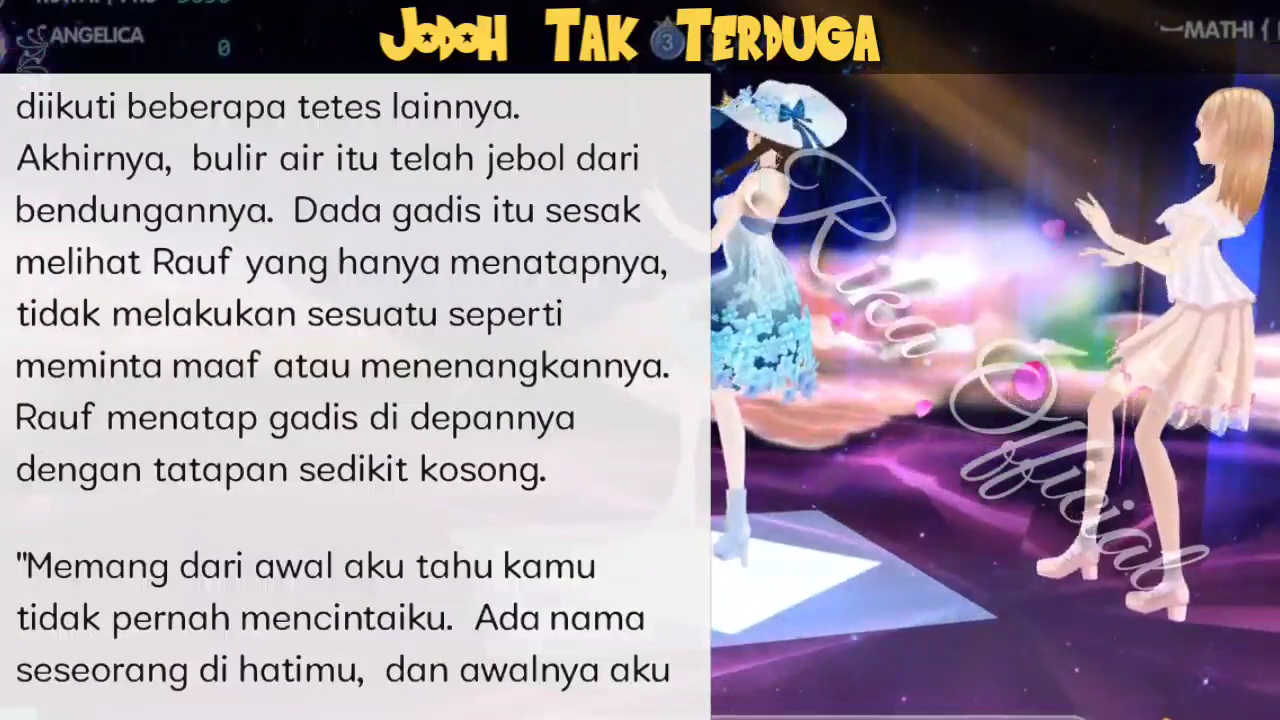 JODOH TAK TERDUGA
ANGELICA
0
3
MATHI {
diikuti beberapa tetes lainnya.
Akhirnya, bulir air itu telah jebol dari
bendungannya. Dada gadis itu sesak
melihat Rauf yang hanya menatapnya,
tidak melakukan sesuatu seperti
meminta maaf atau menenangkannya.
Rauf menatap gadis di depannya
dengan tatapan sedikit kosong.
"Memang dari awal aku tahu kamu
tidak pernah mencintaiku. Ada nama
seseorang di hatimu, dan awalnya aku
Rika Official